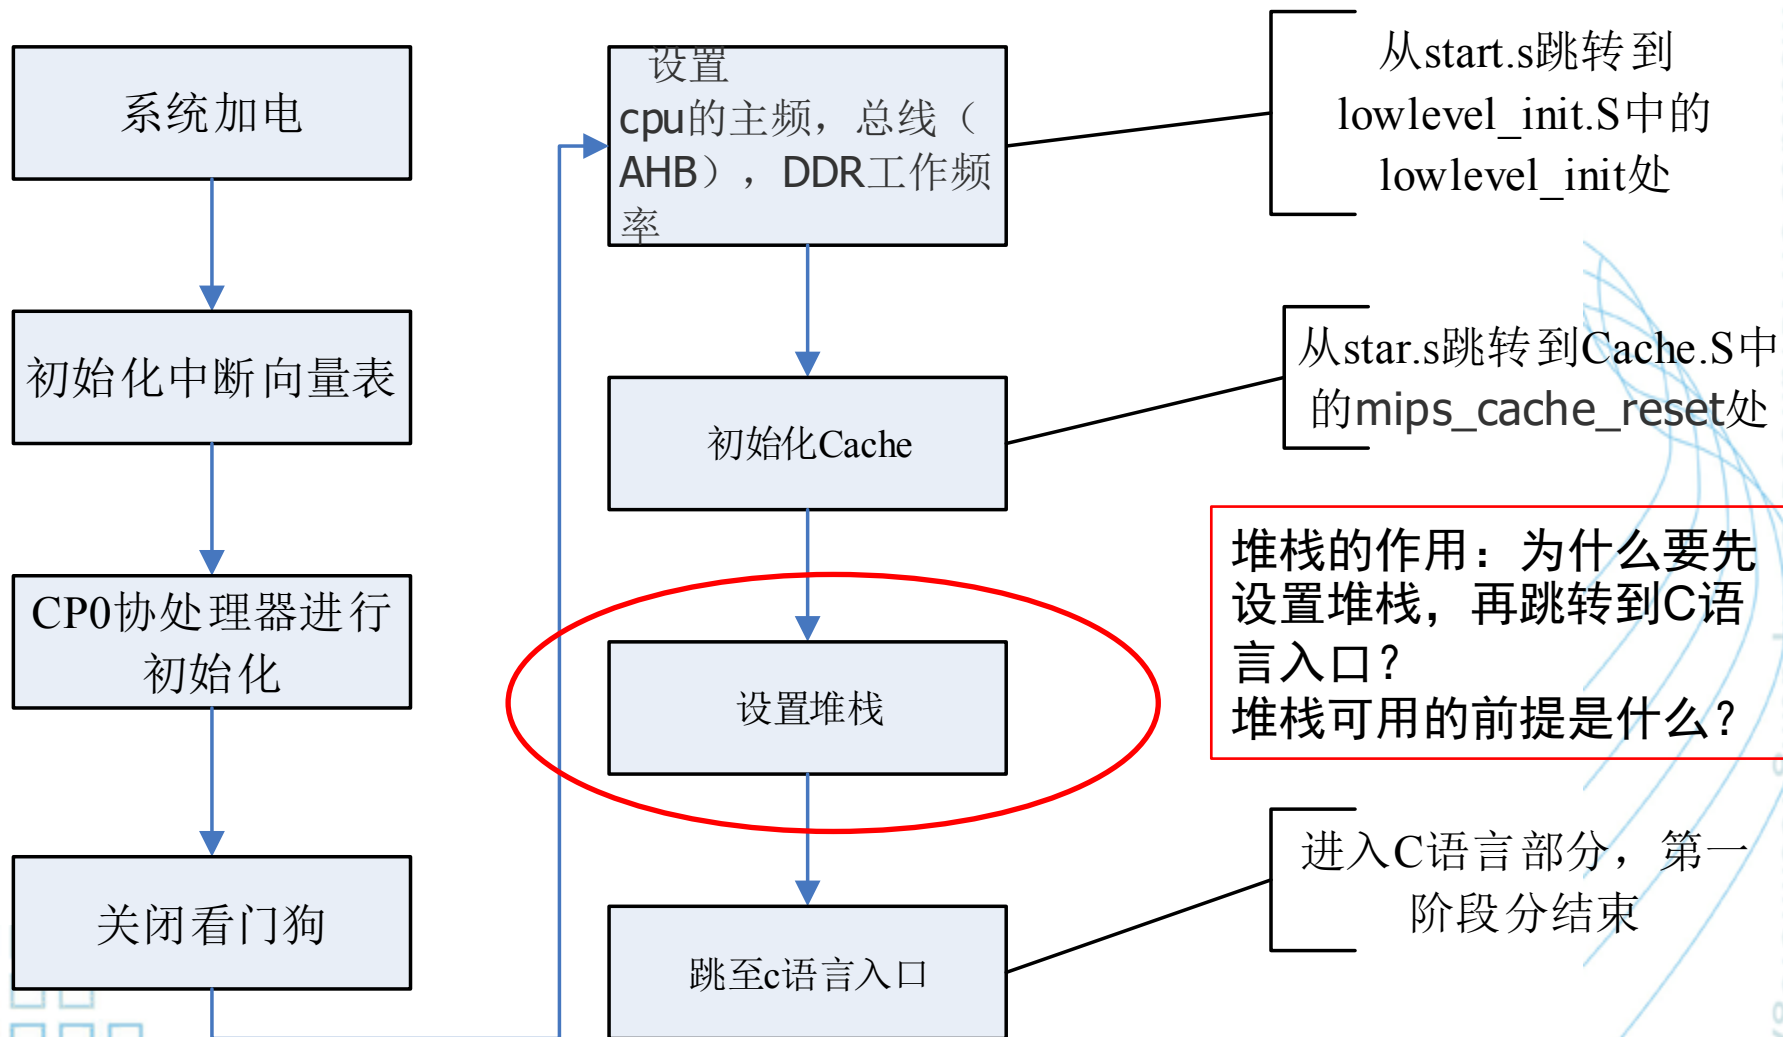 系统加电
初始化中断向量表
CP0协处理器进行
初始化
关闭看门狗
设置
cpu的主频，总线（
AHB），DDR工作频
率
初始化Cache
设置堆栈
跳至c语言入口
从start.s跳转到
lowlevel_init.S中的
lowlevel_init处
从star.s跳转到Cache.S中
的mips_cache_reset处
堆栈的作用：为什么要先
设置堆栈，再跳转到C语
言入口？
堆栈可用的前提是什么？
进入C语言部分，第一
阶段分结束